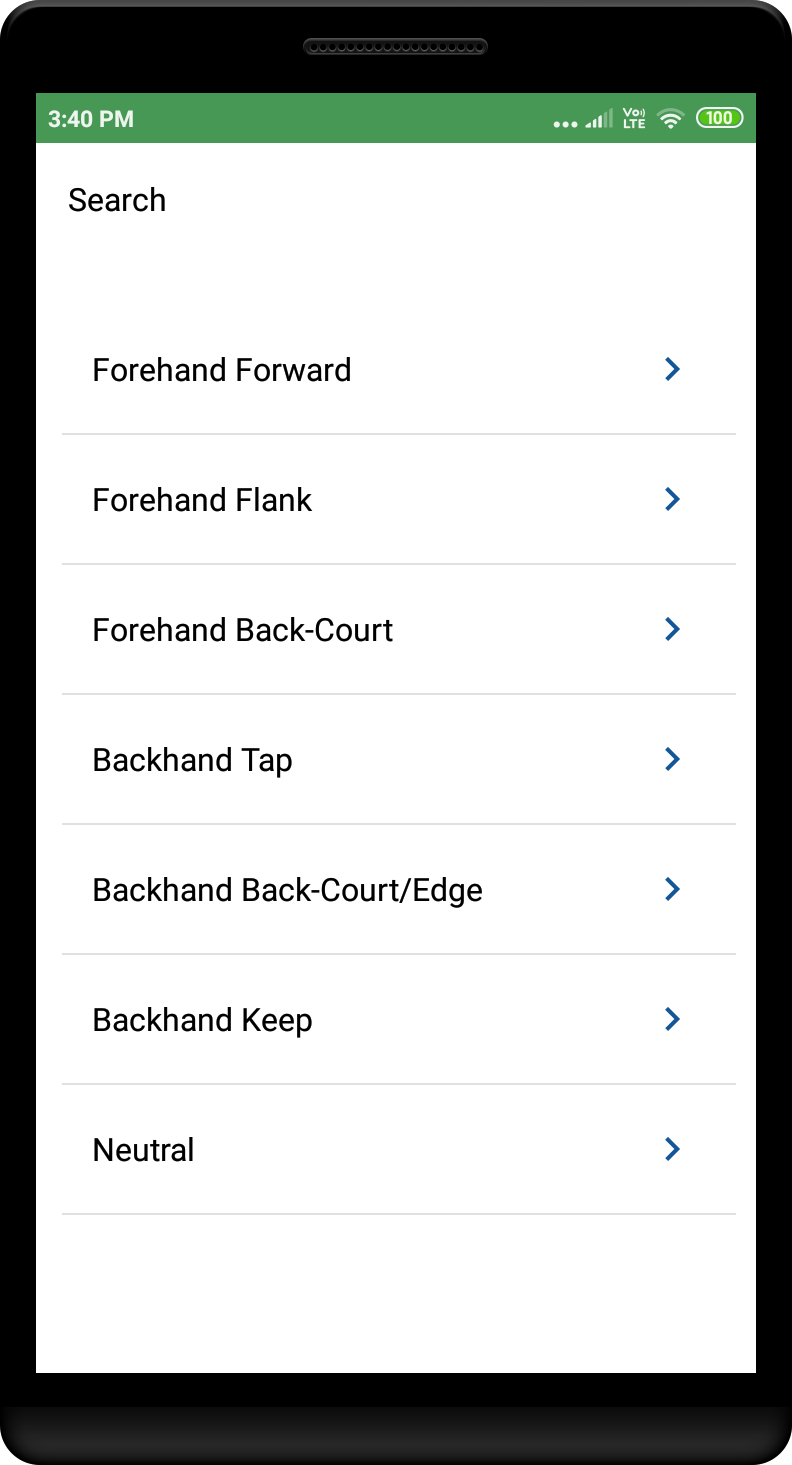 3:40 PM
Vo))
LTE
100
Search
Forehand Forward
Forehand Flank
Forehand Back-Court
Backhand Tap
Backhand Back-Court/Edge
Backhand Keep
Neutral